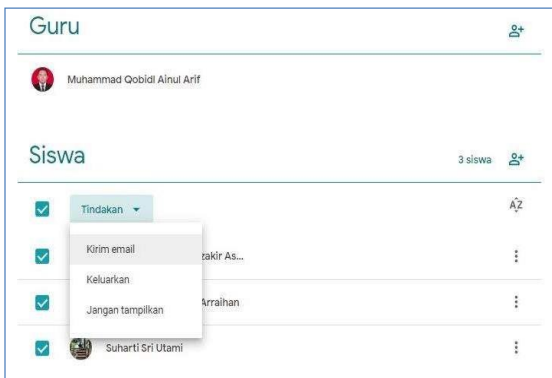 Guru
Muhammad Qobidl Ainul Arif
Siswa
3 siswa
Tindakan
AZ
Kirim email
zakir As...
Keluarkan
Arraihan
Jangan tampilkan
Suharti Sri Utami